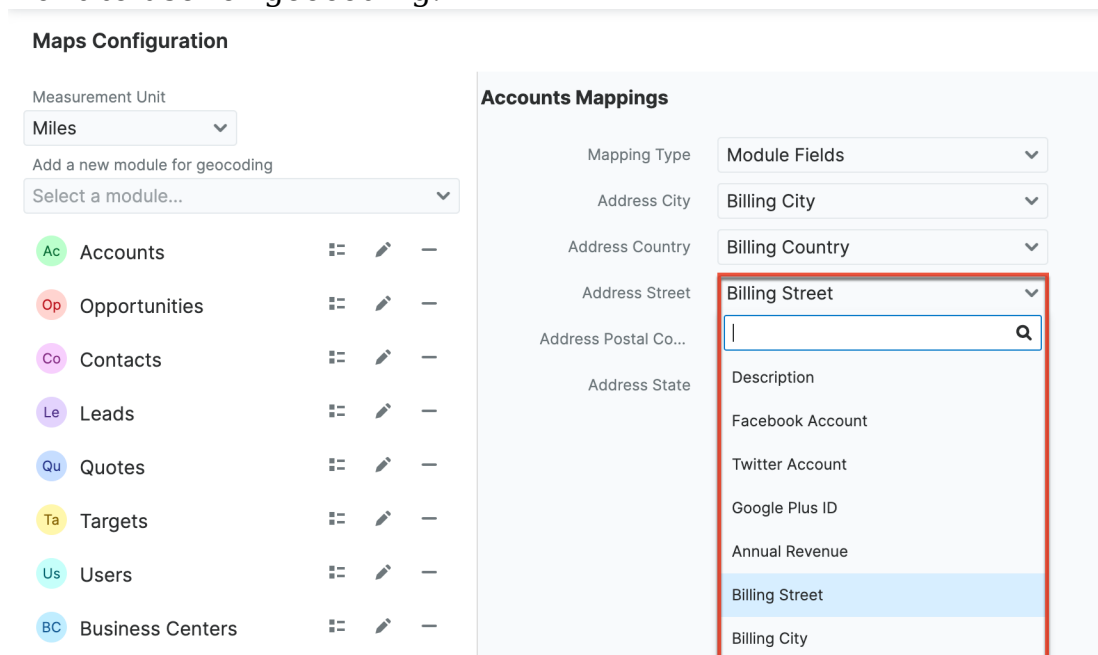 Maps Configuration
Measurement Unit
Miles
Add a new module for geocoding
Select a module...
Ac Accounts
Op Opportunities
Co Contacts
Le Leads
Qu Quotes
Ta Targets
Us Users
BC Business Centers
Accounts Mappings
Mapping Type Module Fields
Address City Billing City
Address Country Billing Country
Address Street Billing Street
Address Postal Co...
Address State
Description
Facebook Account
Twitter Account
Google Plus ID
Annual Revenue
Billing Street
Billing City